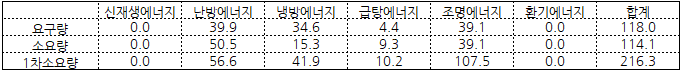 신재생에너지 난방에너지 냉방에너지 급탕에너지 조명에너지 환기에너지 합계
요구량 0.0 39.9 34.6 4.4 39.1 0.0 118.0
소요량 0.0 50.5 15.3 9.3 39.1 0.0 114.1
1차소요량 0.0 56.6 41.9 10.2 107.5 0.0 216.3